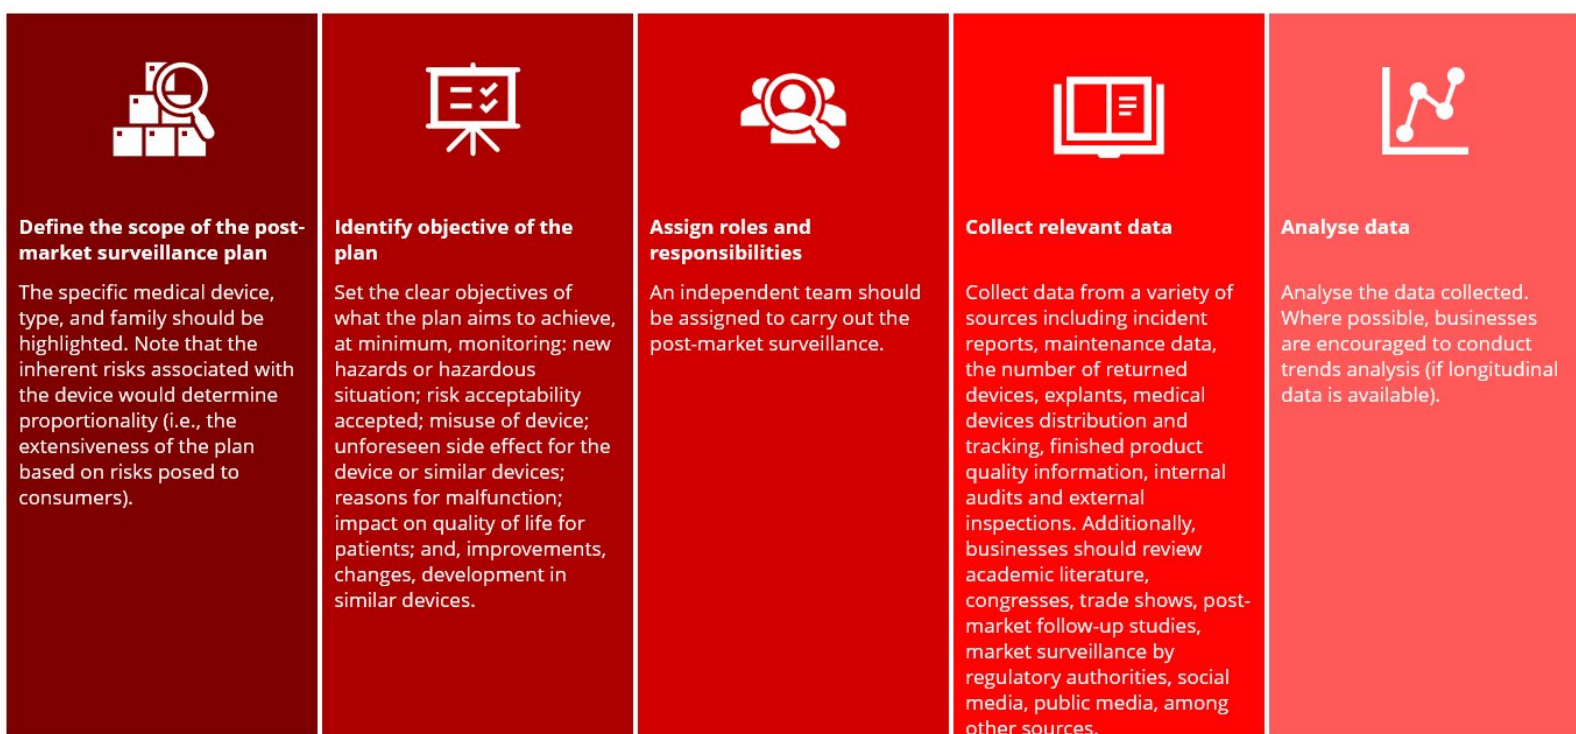 Define the scope of the post-
market surveillance plan
The specific medical device,
type, and family should be
highlighted. Note that the
inherent risks associated with
the device would determine
proportionality (i.e., the
extensiveness of the plan
based on risks posed to
consumers).
Identify objective of the
plan
Set the clear objectives of
what the plan aims to achieve,
at minimum, monitoring: new
hazards or hazardous
situation; risk acceptability
accepted; misuse of device;
unforeseen side effect for the
device or similar devices;
reasons for malfunction;
impact on quality of life for
patients; and, improvements,
changes, development in
similar devices.
Assign roles and
responsibilities
An independent team should
be assigned to carry out the
post-market surveillance.
Collect relevant data
Collect data from a variety of
sources including incident
reports, maintenance data,
the number of returned
devices, explants, medical
devices distribution and
tracking, finished product
quality information, internal
audits and external
inspections. Additionally,
businesses should review
academic literature,
congresses, trade shows, post-
market follow-up studies,
market surveillance by
regulatory authorities, social
media, public media, among
other sources.
Analyse data
Analyse the data collected.
Where possible, businesses
are encouraged to conduct
trends analysis (if longitudinal
data is available).